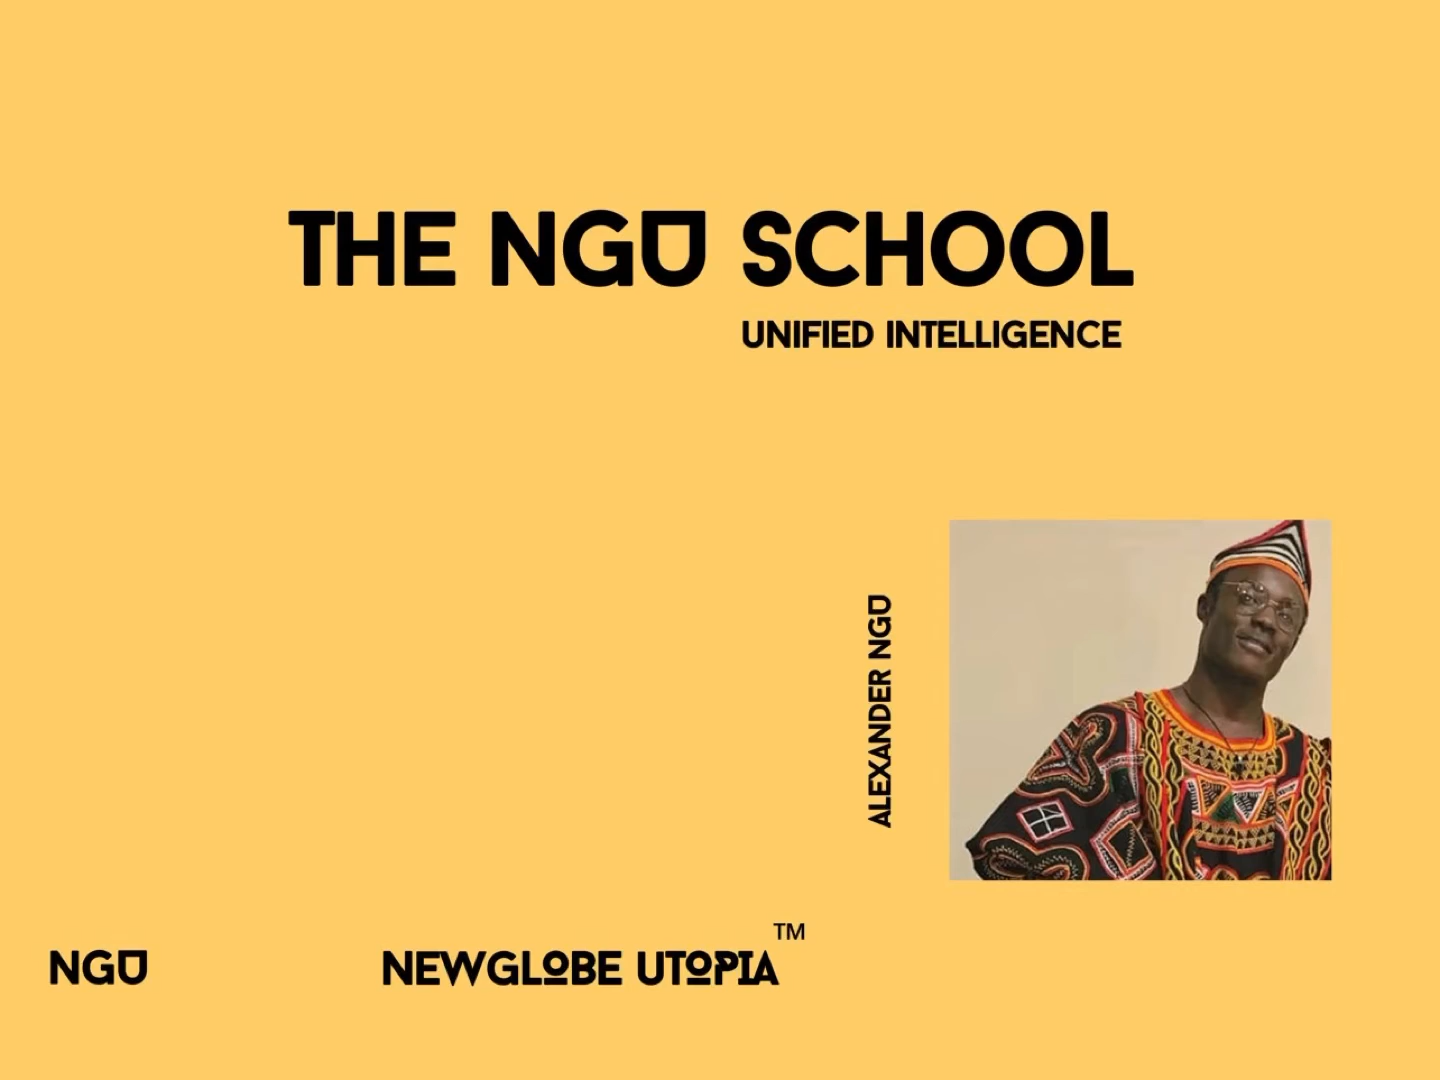 THE NGU SCHOOL
UNIFIED INTELLIGENCE
ALEXANDER NGU
NGU
NEWGLOBE UTOPIA™